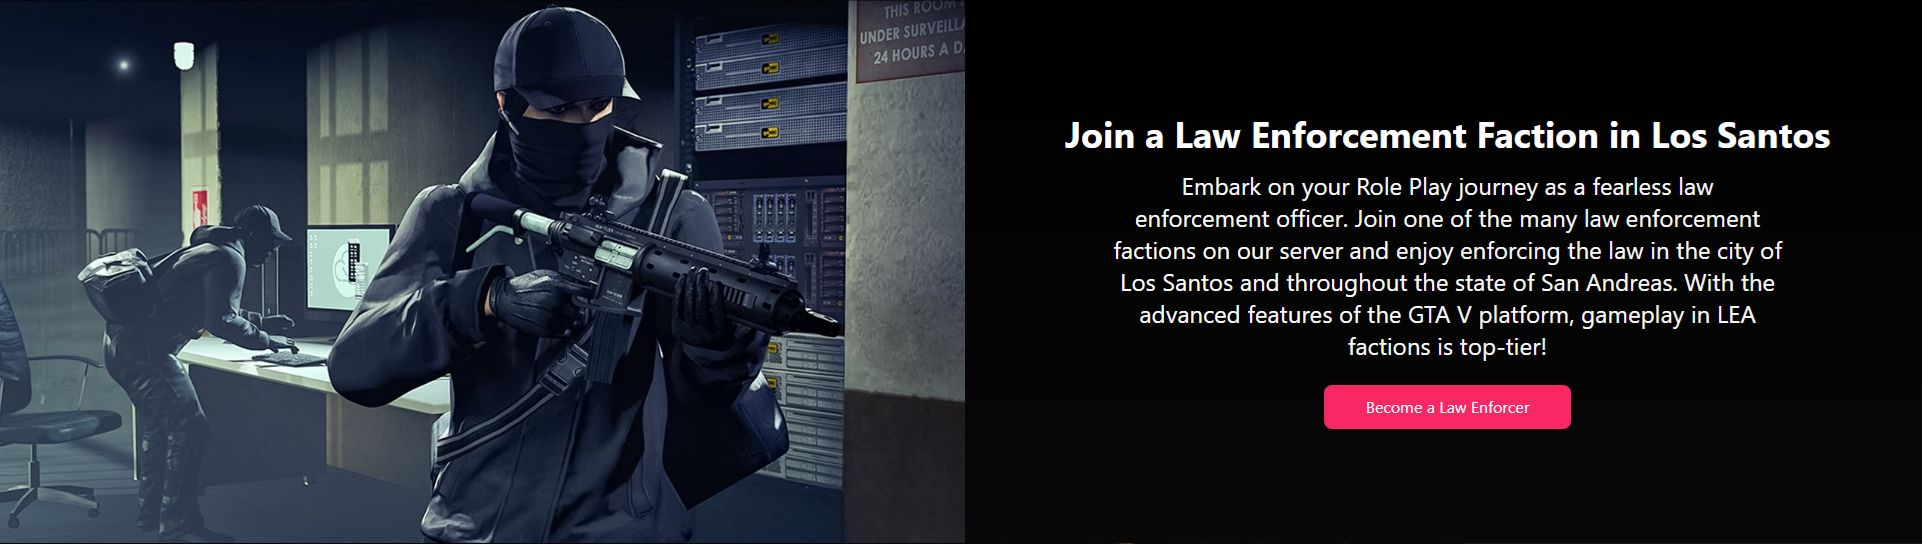 THIS ROOM
UNDER SURVEILLA
24 HOURS A DA
Join a Law Enforcement Faction in Los Santos
Embark on your Role Play journey as a fearless law
enforcement officer. Join one of the many law enforcement
factions on our server and enjoy enforcing the law in the city of
Los Santos and throughout the state of San Andreas. With the
advanced features of the GTA V platform, gameplay in LEA
factions is top-tier!
Become a Law Enforcer